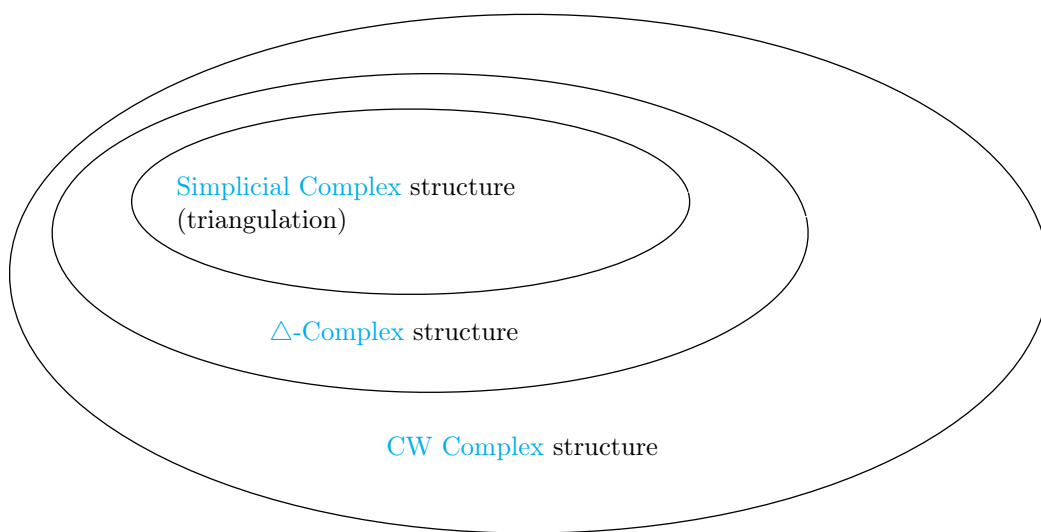 Simplicial Complex structure
(triangulation)
△-Complex structure
CW Complex structure